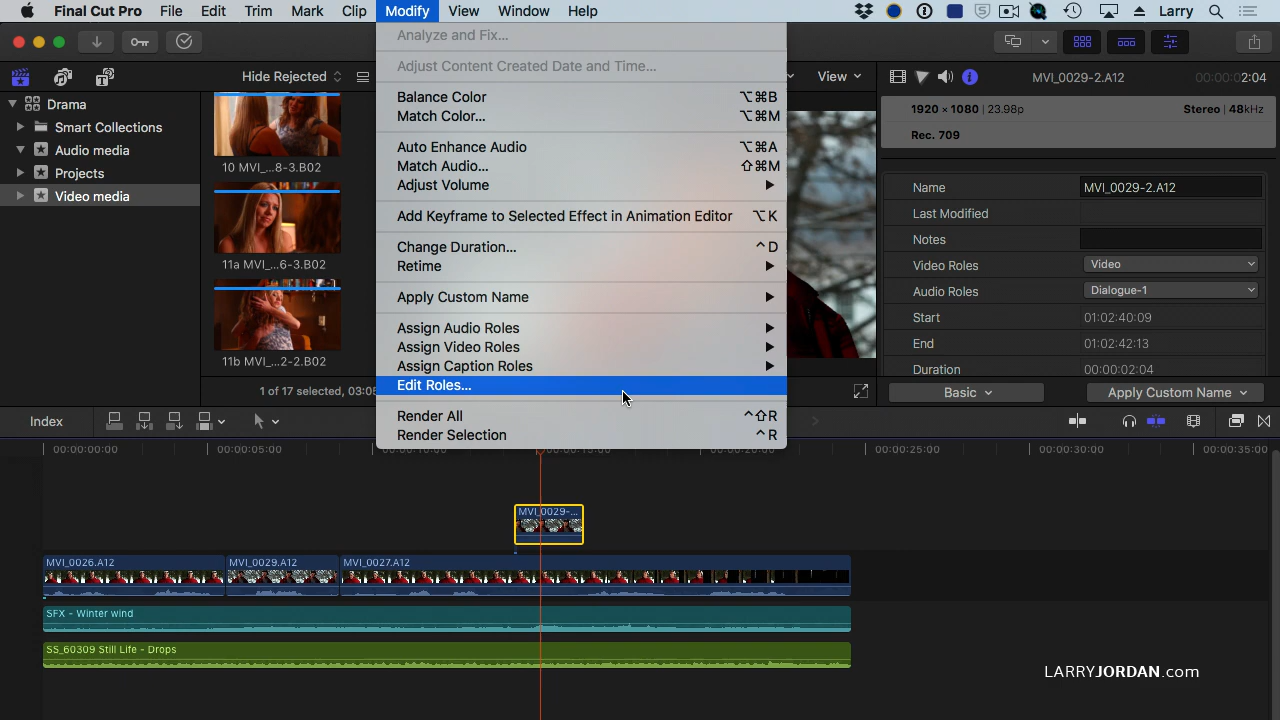 Final Cut Pro File Edit Trim Mark Clip Modify View Window Help Larry
Hide Rejected
View
MVI_0029-2.A12
00:00:02:04
Drama
Smart Collections
Audio media
Projects
Video media
10 MVI_...8-3.B02
11a MVI_...6-3.B02
11b MVI_...2-2.B02
1 of 17 selected, 03:05
Analyze and Fix...
Adjust Content Created Date and Time...
Balance Color ⌥⌘B
Match Color... ⌥⌘M
Auto Enhance Audio ⌥⌘A
Match Audio... ⇧⌘M
Adjust Volume
Add Keyframe to Selected Effect in Animation Editor ⌥K
Change Duration... ^D
Retime
Apply Custom Name
Assign Audio Roles
Assign Video Roles
Assign Caption Roles
Edit Roles...
Render All ^⇧R
Render Selection ^R
1920 × 1080 | 23.98p Stereo | 48kHz
Rec. 709
Name MVI_0029-2.A12
Last Modified
Notes
Video Roles Video
Audio Roles Dialogue-1
Start 01:02:40:09
End 01:02:42:13
Duration 00:00:02:04
Basic Apply Custom Name
Index
00:00:00:00 00:00:05:00 00:00:10:00 00:00:15:00 00:00:20:00 00:00:25:00 00:00:30:00 00:00:35:00
MVI_0029-...
MVI_0026.A12 MVI_0029.A12 MVI_0027.A12
SFX - Winter wind
SS_60309 Still Life - Drops
LARRYJORDAN.com